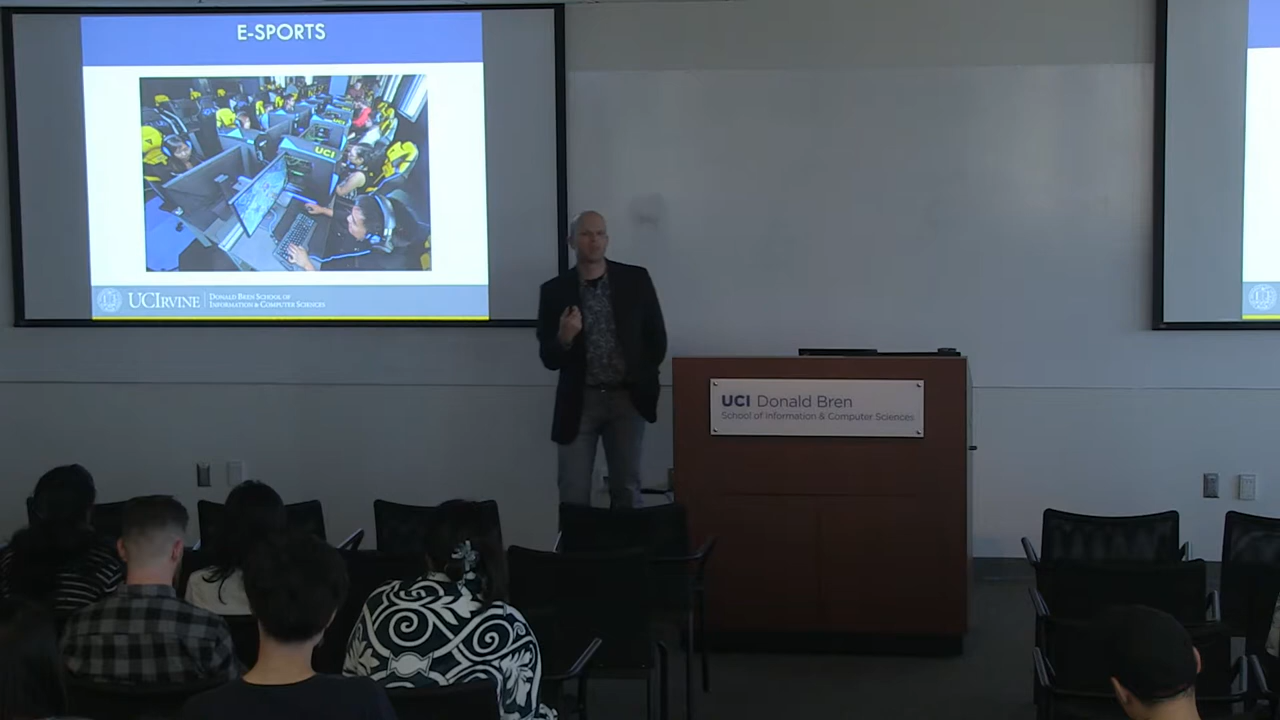 E-SPORTS
UCI
UCIRVINE
DONALD BREN SCHOOL OF
INFORMATION & COMPUTER SCIENCES
UCI Donald Bren
School of Information & Computer Sciences